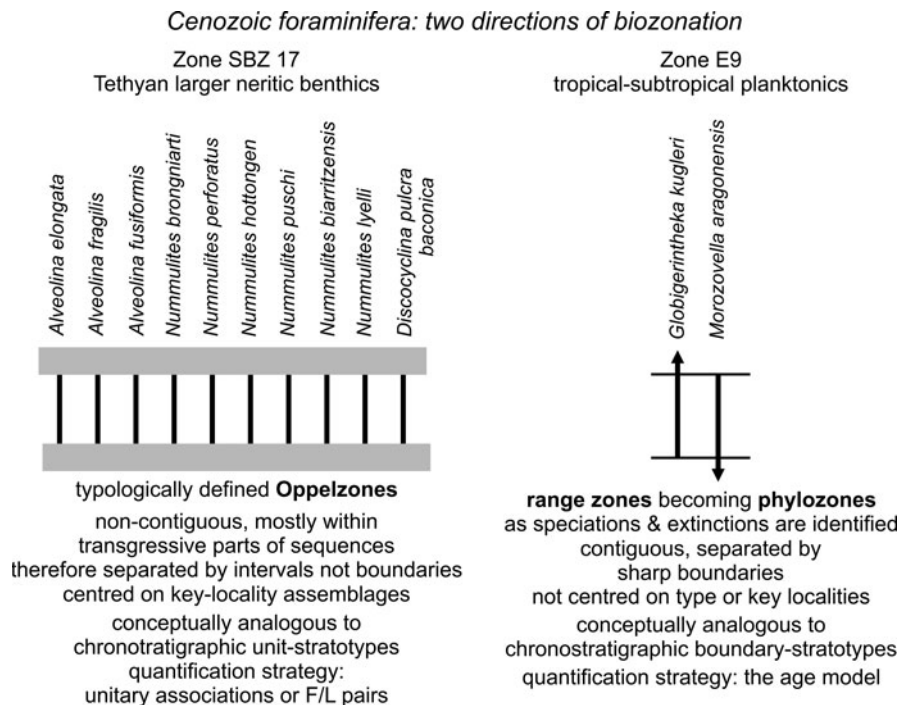 Cenozoic foraminifera: two directions of biozonation
Zone SBZ 17
Tethyan larger neritic benthics
Alveolina elongata
Alveolina fragilis
Alveolina fusiformis
Nummulites brongniarti
Nummulites perforatus
Nummulites hottongen
Nummulites puschi
Nummulites biarritzensis
Nummulites lyelli
Discocyclina pulcra
baconica
typologically defined Oppelzones
non-contiguous, mostly within
transgressive parts of sequences
therefore separated by intervals not boundaries
centred on key-locality assemblages
conceptually analogous to
chronotratigraphic unit-stratotypes
quantification strategy:
unitary associations or F/L pairs
Zone E9
tropical-subtropical planktonics
Globigerintheka kugleri
Morozovella aragonensis
range zones becoming phylozones
as speciations & extinctions are identified
contiguous, separated by
sharp boundaries
not centred on type or key localities
conceptually analogous to
chronostratigraphic boundary-stratotypes
quantification strategy: the age model